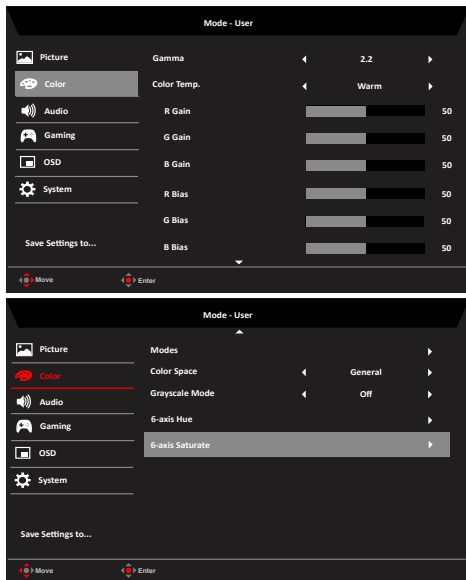 Mode - User
Picture
Gamma 2.2
Color
Color Temp. Warm
Audio
R Gain 50
Gaming
G Gain 50
OSD
B Gain 50
System
R Bias 50
G Bias 50
Save Settings to...
B Bias 50
Move Enter
Mode - User
Picture
Modes
Color
Color Space General
Audio
Grayscale Mode Off
Gaming
6-axis Hue
OSD
6-axis Saturate
System
Save Settings to...
Move Enter